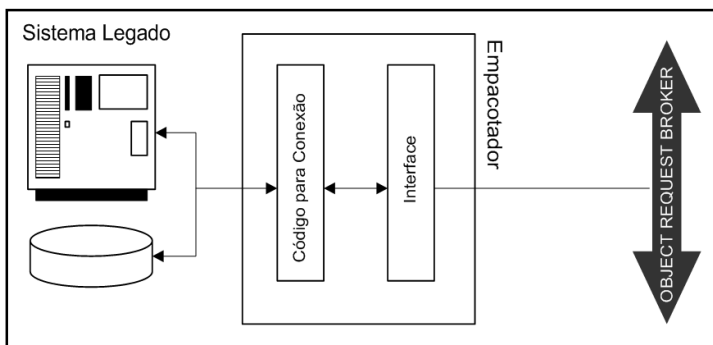 Sistema Legado
Código para Conexão
Interface
Empacotador
OBJECT REQUEST BROKER